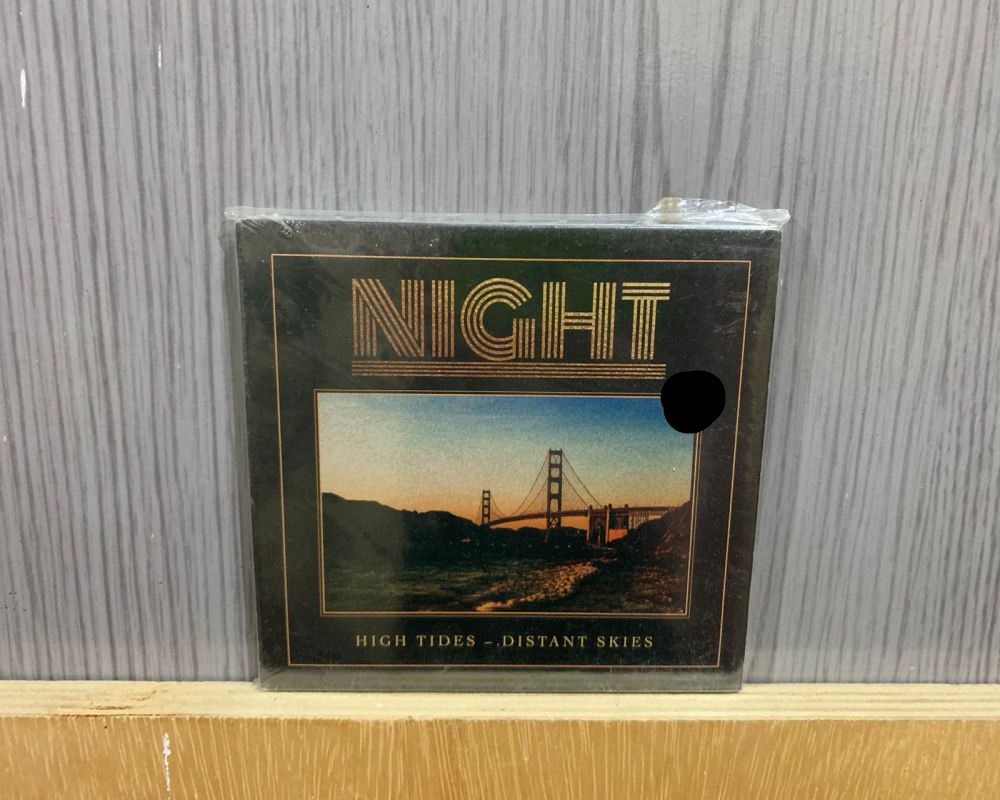 NIGHT
HIGH TIDES – DISTANT SKIES